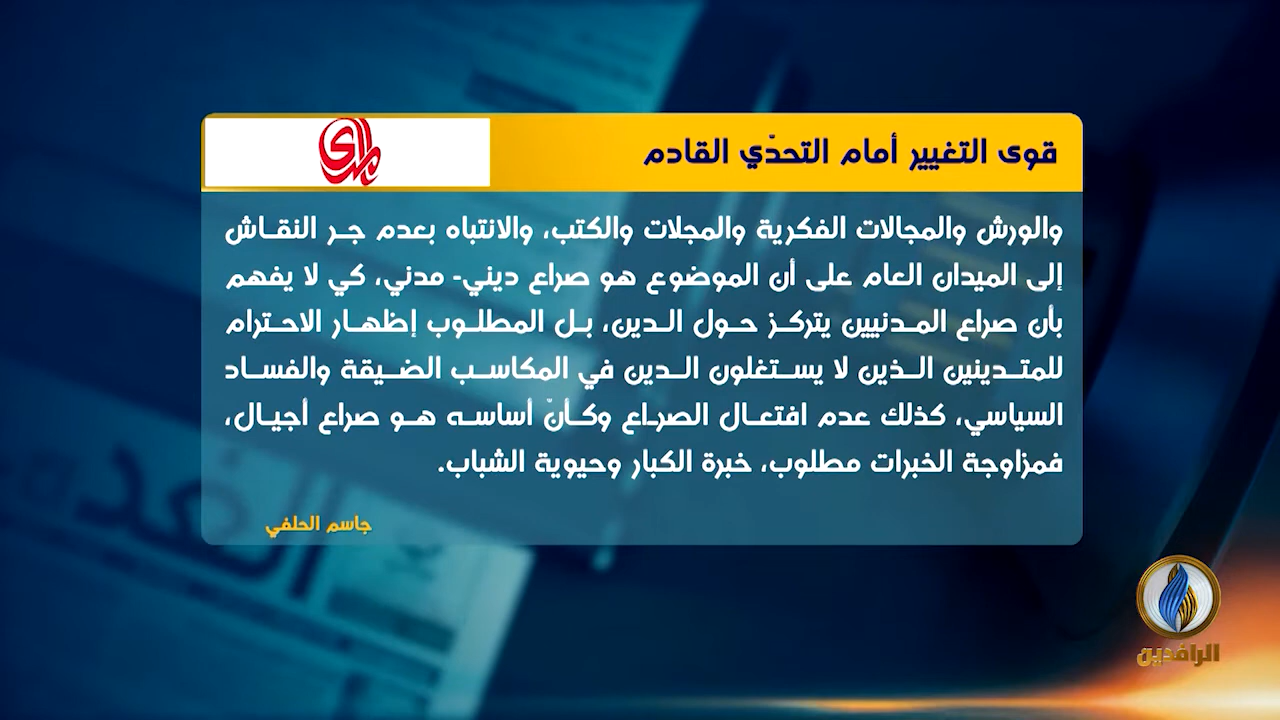 قوى التغيير أمام التحدّي القادم
المدى
والورش والمجالات الفكرية والمجلات والكتب، والانتباه بعدم جر النقاش
إلى الميدان العام على أن الموضوع هو صراع ديني- مدني، كي لا يفهم
بأن صراع المدنيين يتركز حول الدين، بل المطلوب إظهار الاحترام
للمتدينين الذين لا يستغلون الدين في المكاسب الضيقة والفساد
السياسي، كذلك عدم افتعال الصراع وكأنّ أساسه هو صراع أجيال،
فمزاوجة الخبرات مطلوب، خبرة الكبار وحيوية الشباب.
جاسم الحلفي
الرافدين